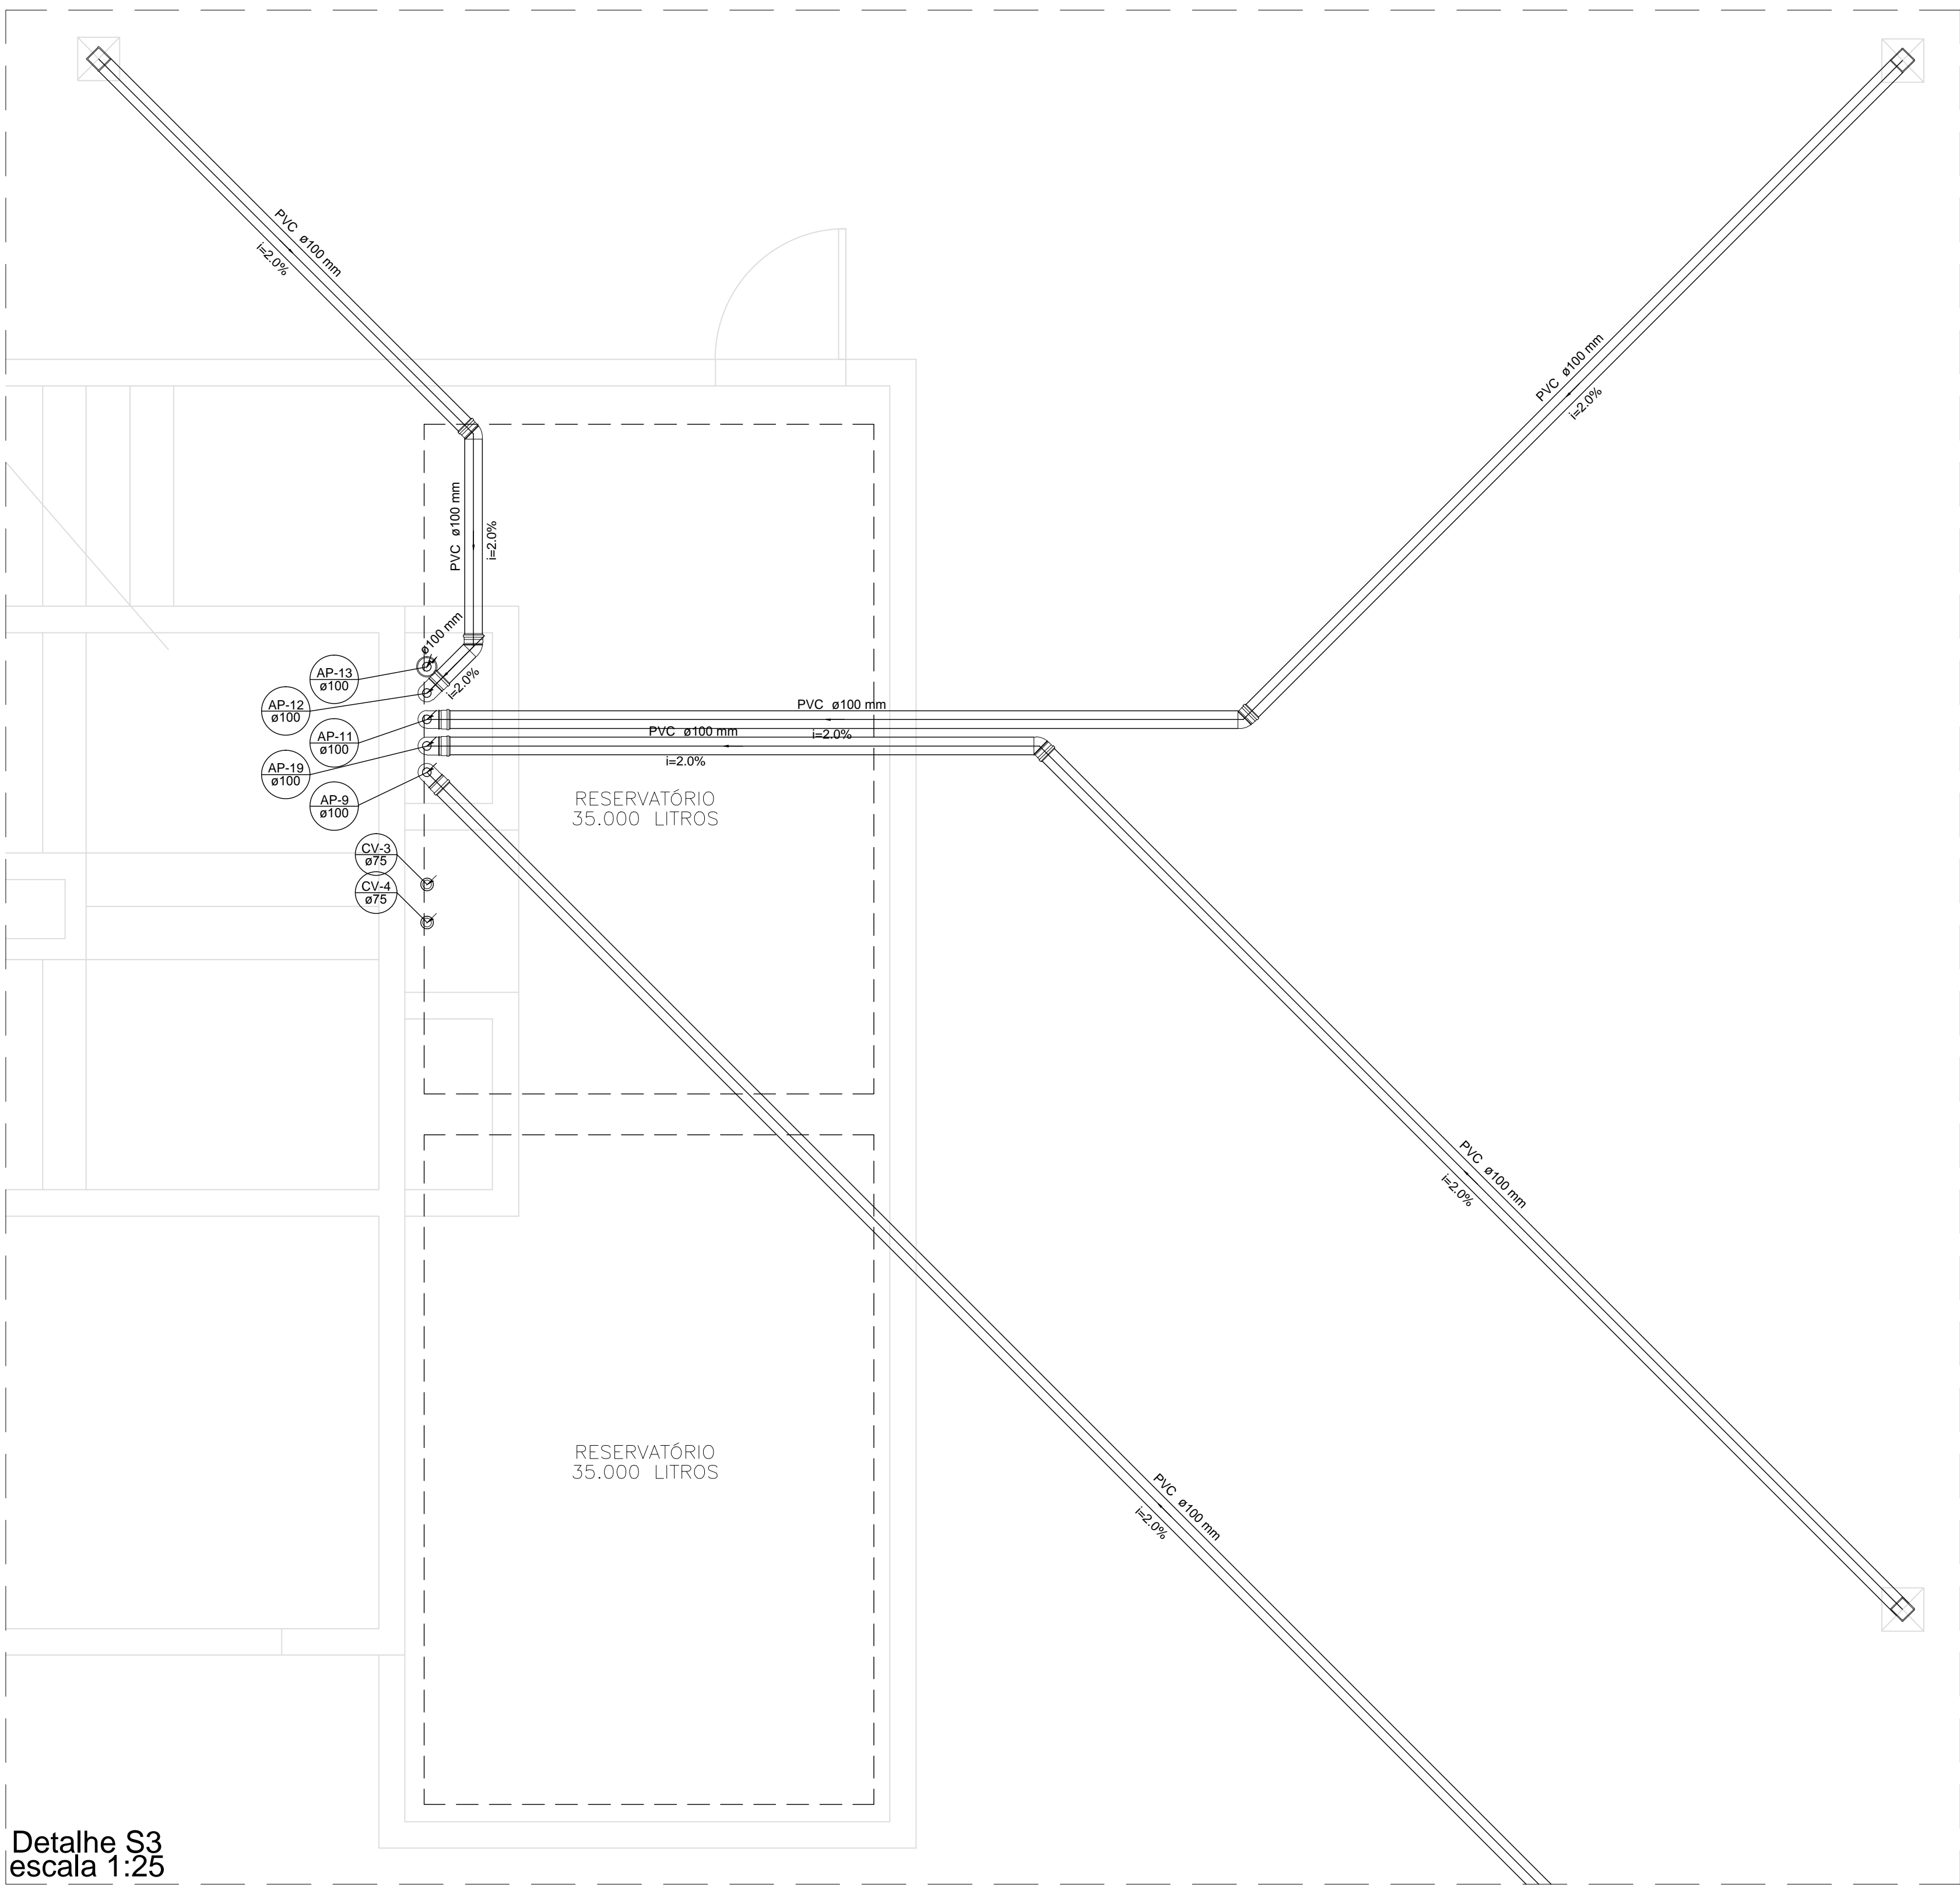 PVC ø100 mm
i=2.0%
PVC ø100 mm
i=2.0%
PVC ø100 mm
i=2.0%
ø100 mm
i=2.0%
AP-13
ø100
AP-12
ø100
AP-11
ø100
AP-19
ø100
AP-9
ø100
CV-3
ø75
CV-4
ø75
PVC ø100 mm
i=2.0%
PVC ø100 mm
i=2.0%
RESERVATÓRIO
35.000 LITROS
PVC ø100 mm
i=2.0%
RESERVATÓRIO
35.000 LITROS
PVC ø100 mm
i=2.0%
Detalhe S3
escala 1:25